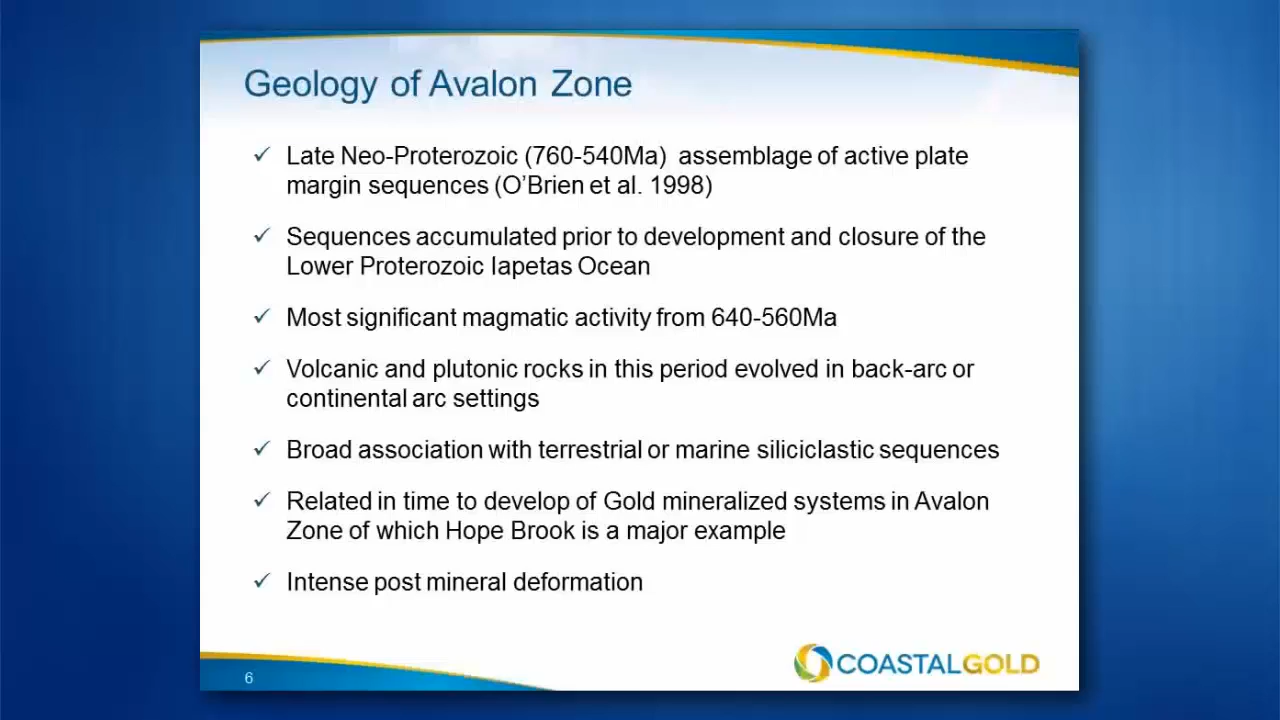 Geology of Avalon Zone
✓ Late Neo-Proterozoic (760-540Ma) assemblage of active plate
margin sequences (O'Brien et al. 1998)
✓ Sequences accumulated prior to development and closure of the
Lower Proterozoic Iapetas Ocean
✓ Most significant magmatic activity from 640-560Ma
✓ Volcanic and plutonic rocks in this period evolved in back-arc or
continental arc settings
✓ Broad association with terrestrial or marine siliciclastic sequences
✓ Related in time to develop of Gold mineralized systems in Avalon
Zone of which Hope Brook is a major example
✓ Intense post mineral deformation
6
COASTALGOLD